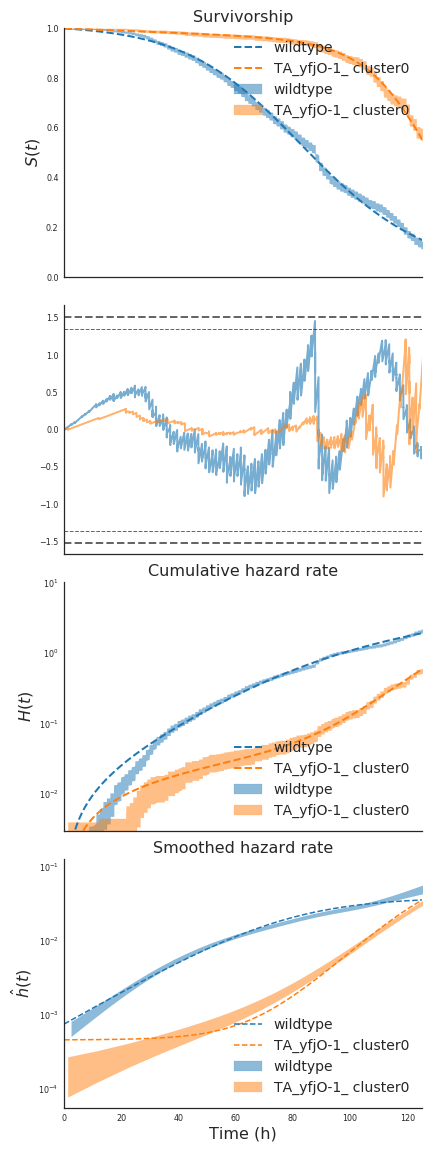 Survivorship
1.0
0.8
0.6
0.4
0.2
0.0
S(t)
wildtype
TA_yfjO-1_ cluster0
wildtype
TA_yfjO-1_ cluster0
1.5
1.0
0.5
0.0
−0.5
−1.0
−1.5
Cumulative hazard rate
10¹
10⁰
10⁻¹
10⁻²
H(t)
wildtype
TA_yfjO-1_ cluster0
wildtype
TA_yfjO-1_ cluster0
Smoothed hazard rate
10⁻¹
10⁻²
10⁻³
10⁻⁴
ĥ(t)
wildtype
TA_yfjO-1_ cluster0
wildtype
TA_yfjO-1_ cluster0
0 20 40 60 80 100 120
Time (h)